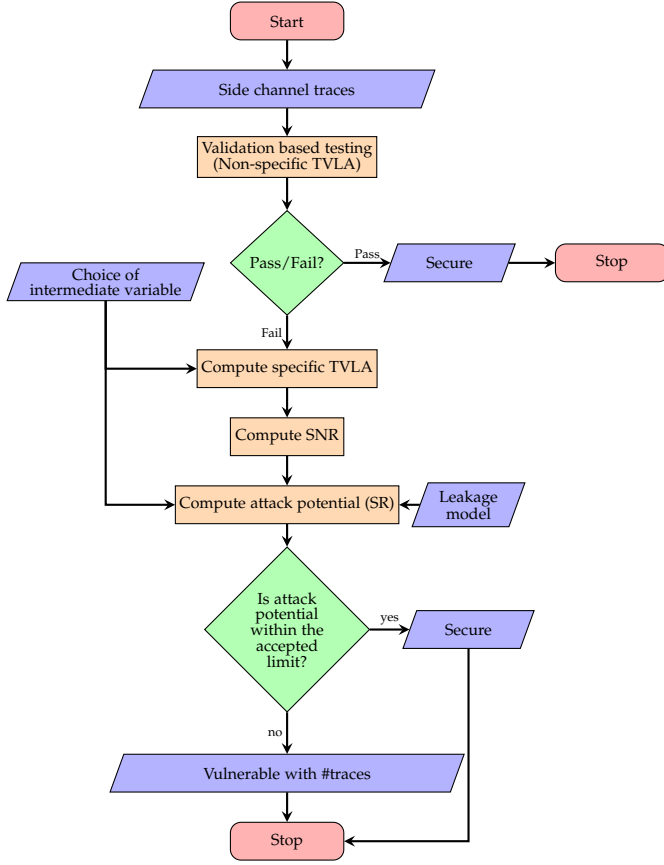 Start
Side channel traces
Validation based testing
(Non-specific TVLA)
Pass/Fail?
Pass
Secure
Stop
Choice of
intermediate variable
Fail
Compute specific TVLA
Compute SNR
Compute attack potential (SR)
Leakage
model
Is attack
potential
within the
accepted
limit?
yes
Secure
no
Vulnerable with #traces
Stop